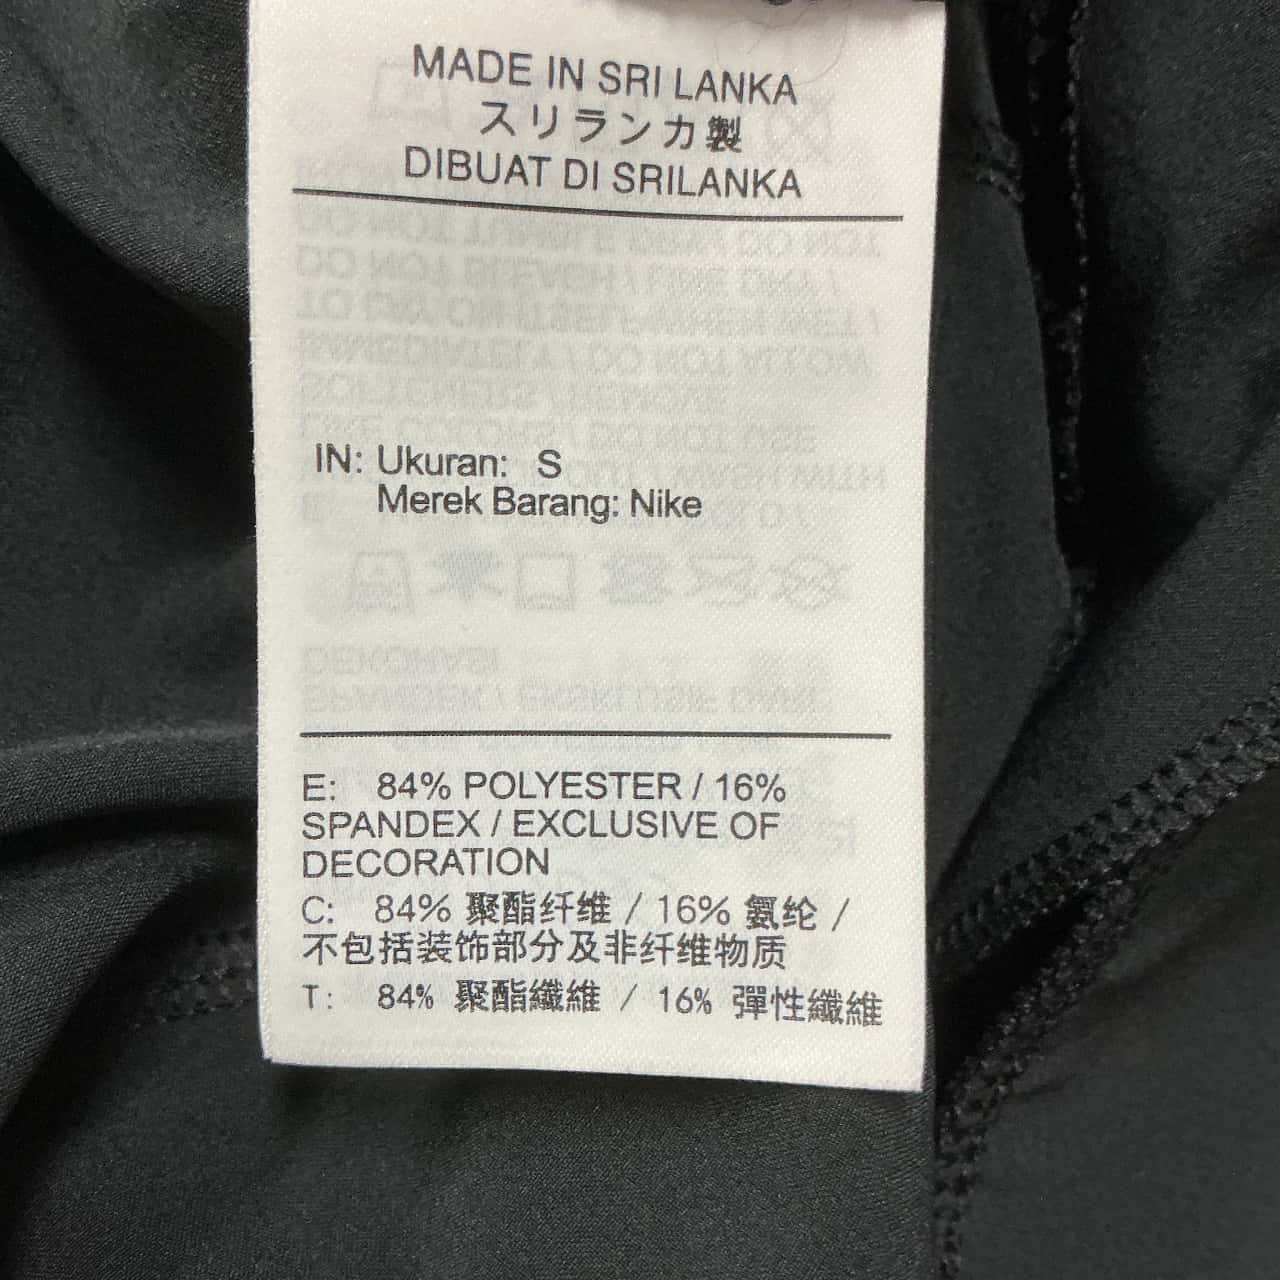 MADE IN SRI LANKA
スリランカ製
DIBUAT DI SRILANKA
IN: Ukuran: S
Merek Barang: Nike
E: 84% POLYESTER / 16%
SPANDEX / EXCLUSIVE OF
DECORATION
C: 84% 聚酯纤维 / 16% 氨纶 /
不包括装饰部分及非纤维物质
T: 84% 聚酯纖維 / 16% 彈性纖維